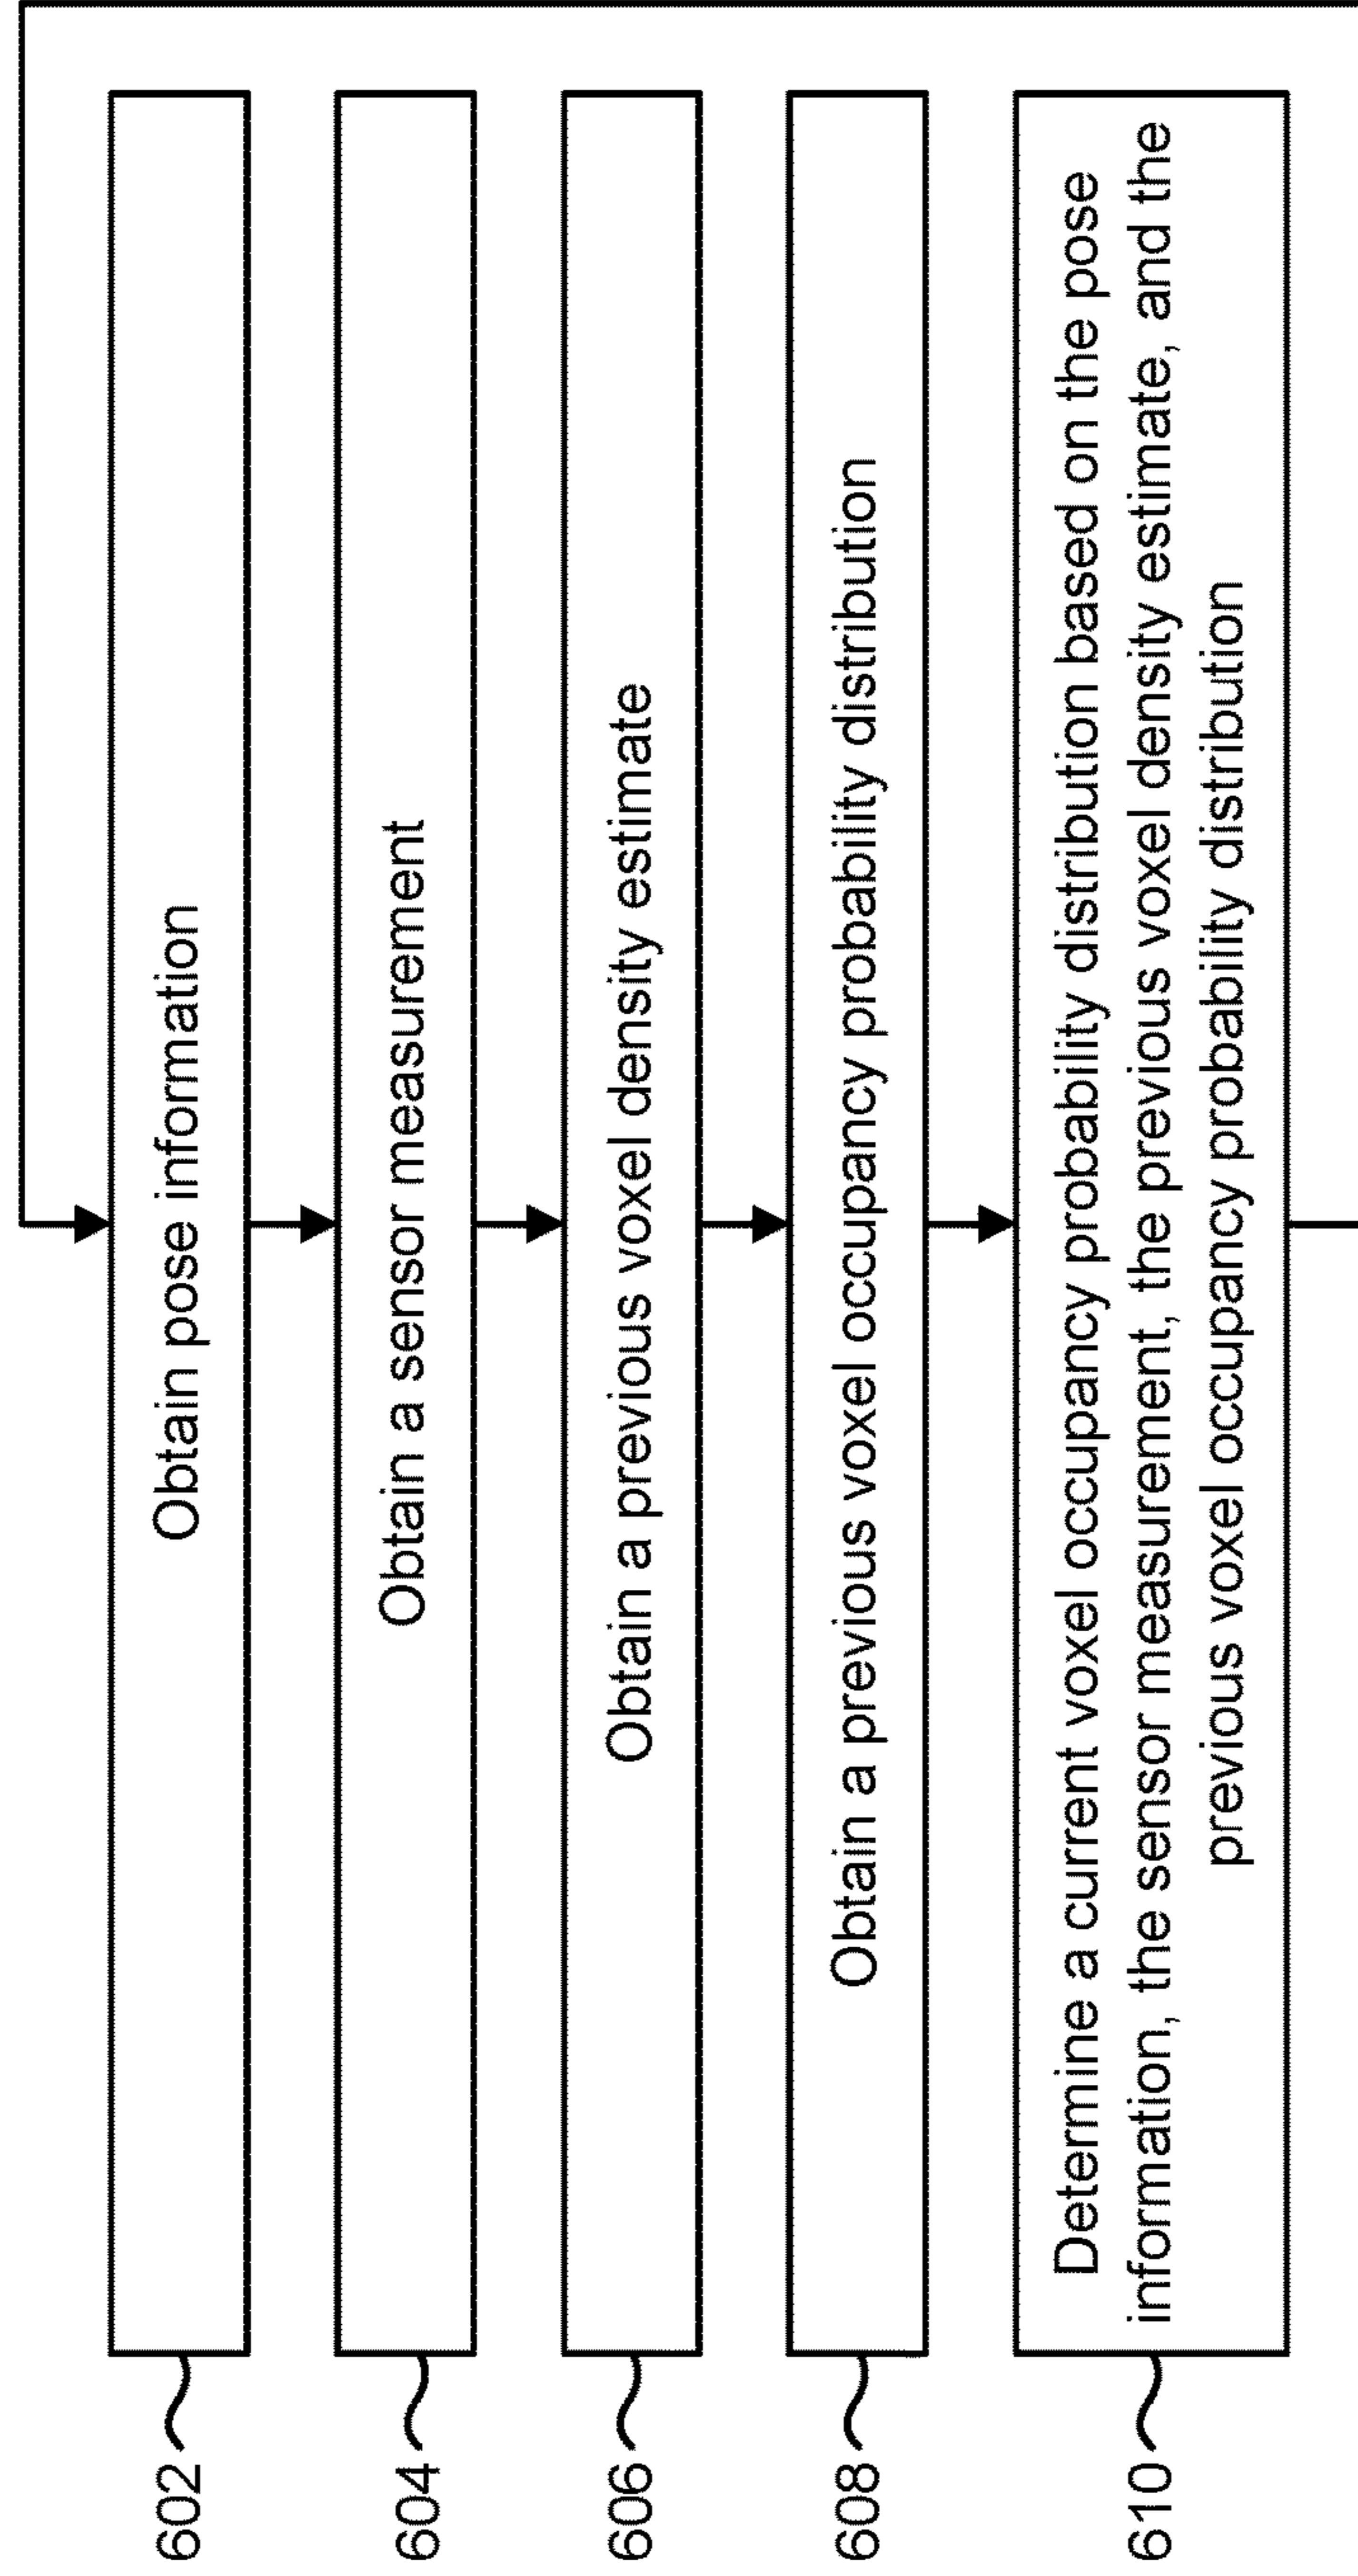 602
Obtain pose information
604
Obtain a sensor measurement
606
Obtain a previous voxel density estimate
608
Obtain a previous voxel occupancy probability distribution
610
Determine a current voxel occupancy probability distribution based on the pose
information, the sensor measurement, the previous voxel density estimate, and the
previous voxel occupancy probability distribution